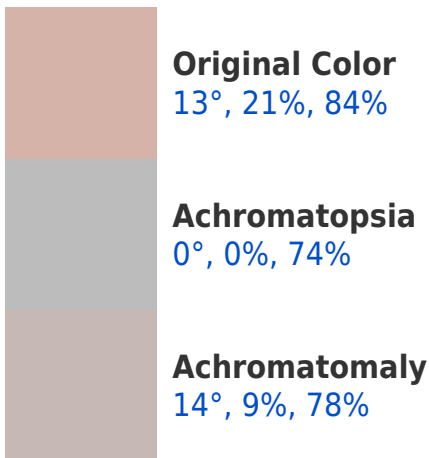 Original Color
13°, 21%, 84%
Achromatopsia
0°, 0%, 74%
Achromatomaly
14°, 9%, 78%